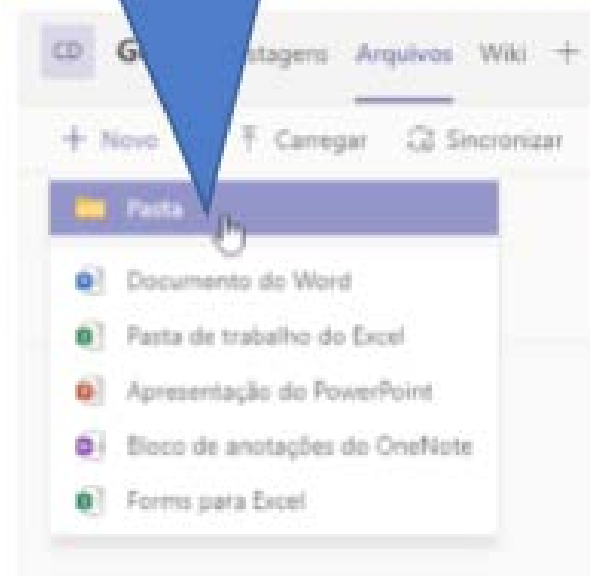 CD G stagens Arquivos Wiki +
+ Novo Carregar Sincronizar
Pasta
Documento do Word
Pasta de trabalho do Excel
Apresentação do PowerPoint
Bloco de anotações do OneNote
Forms para Excel